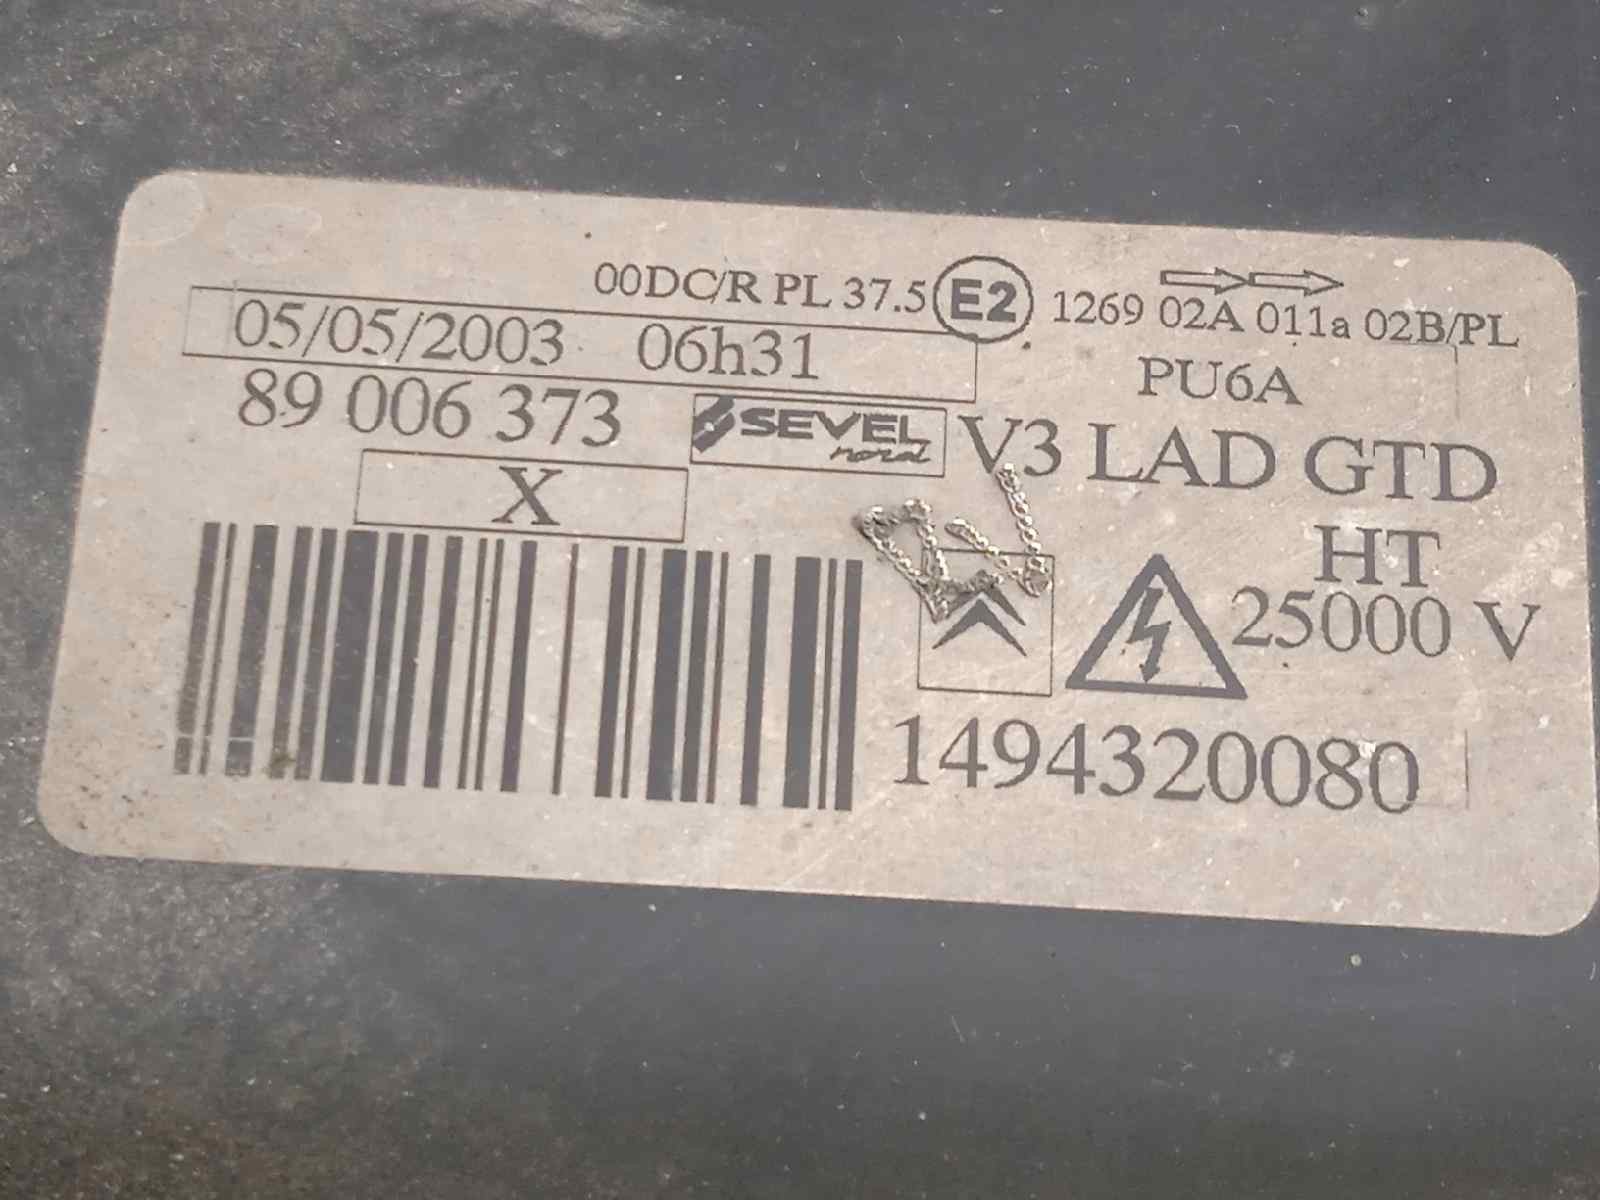 00DC/R PL 37.5 E2 1269 02A 011a 02B/PL
05/05/2003 06h31
PU6A
89 006 373
SEVEL
nord
V3 LAD GTD
X
HT
25000 V
1494320080